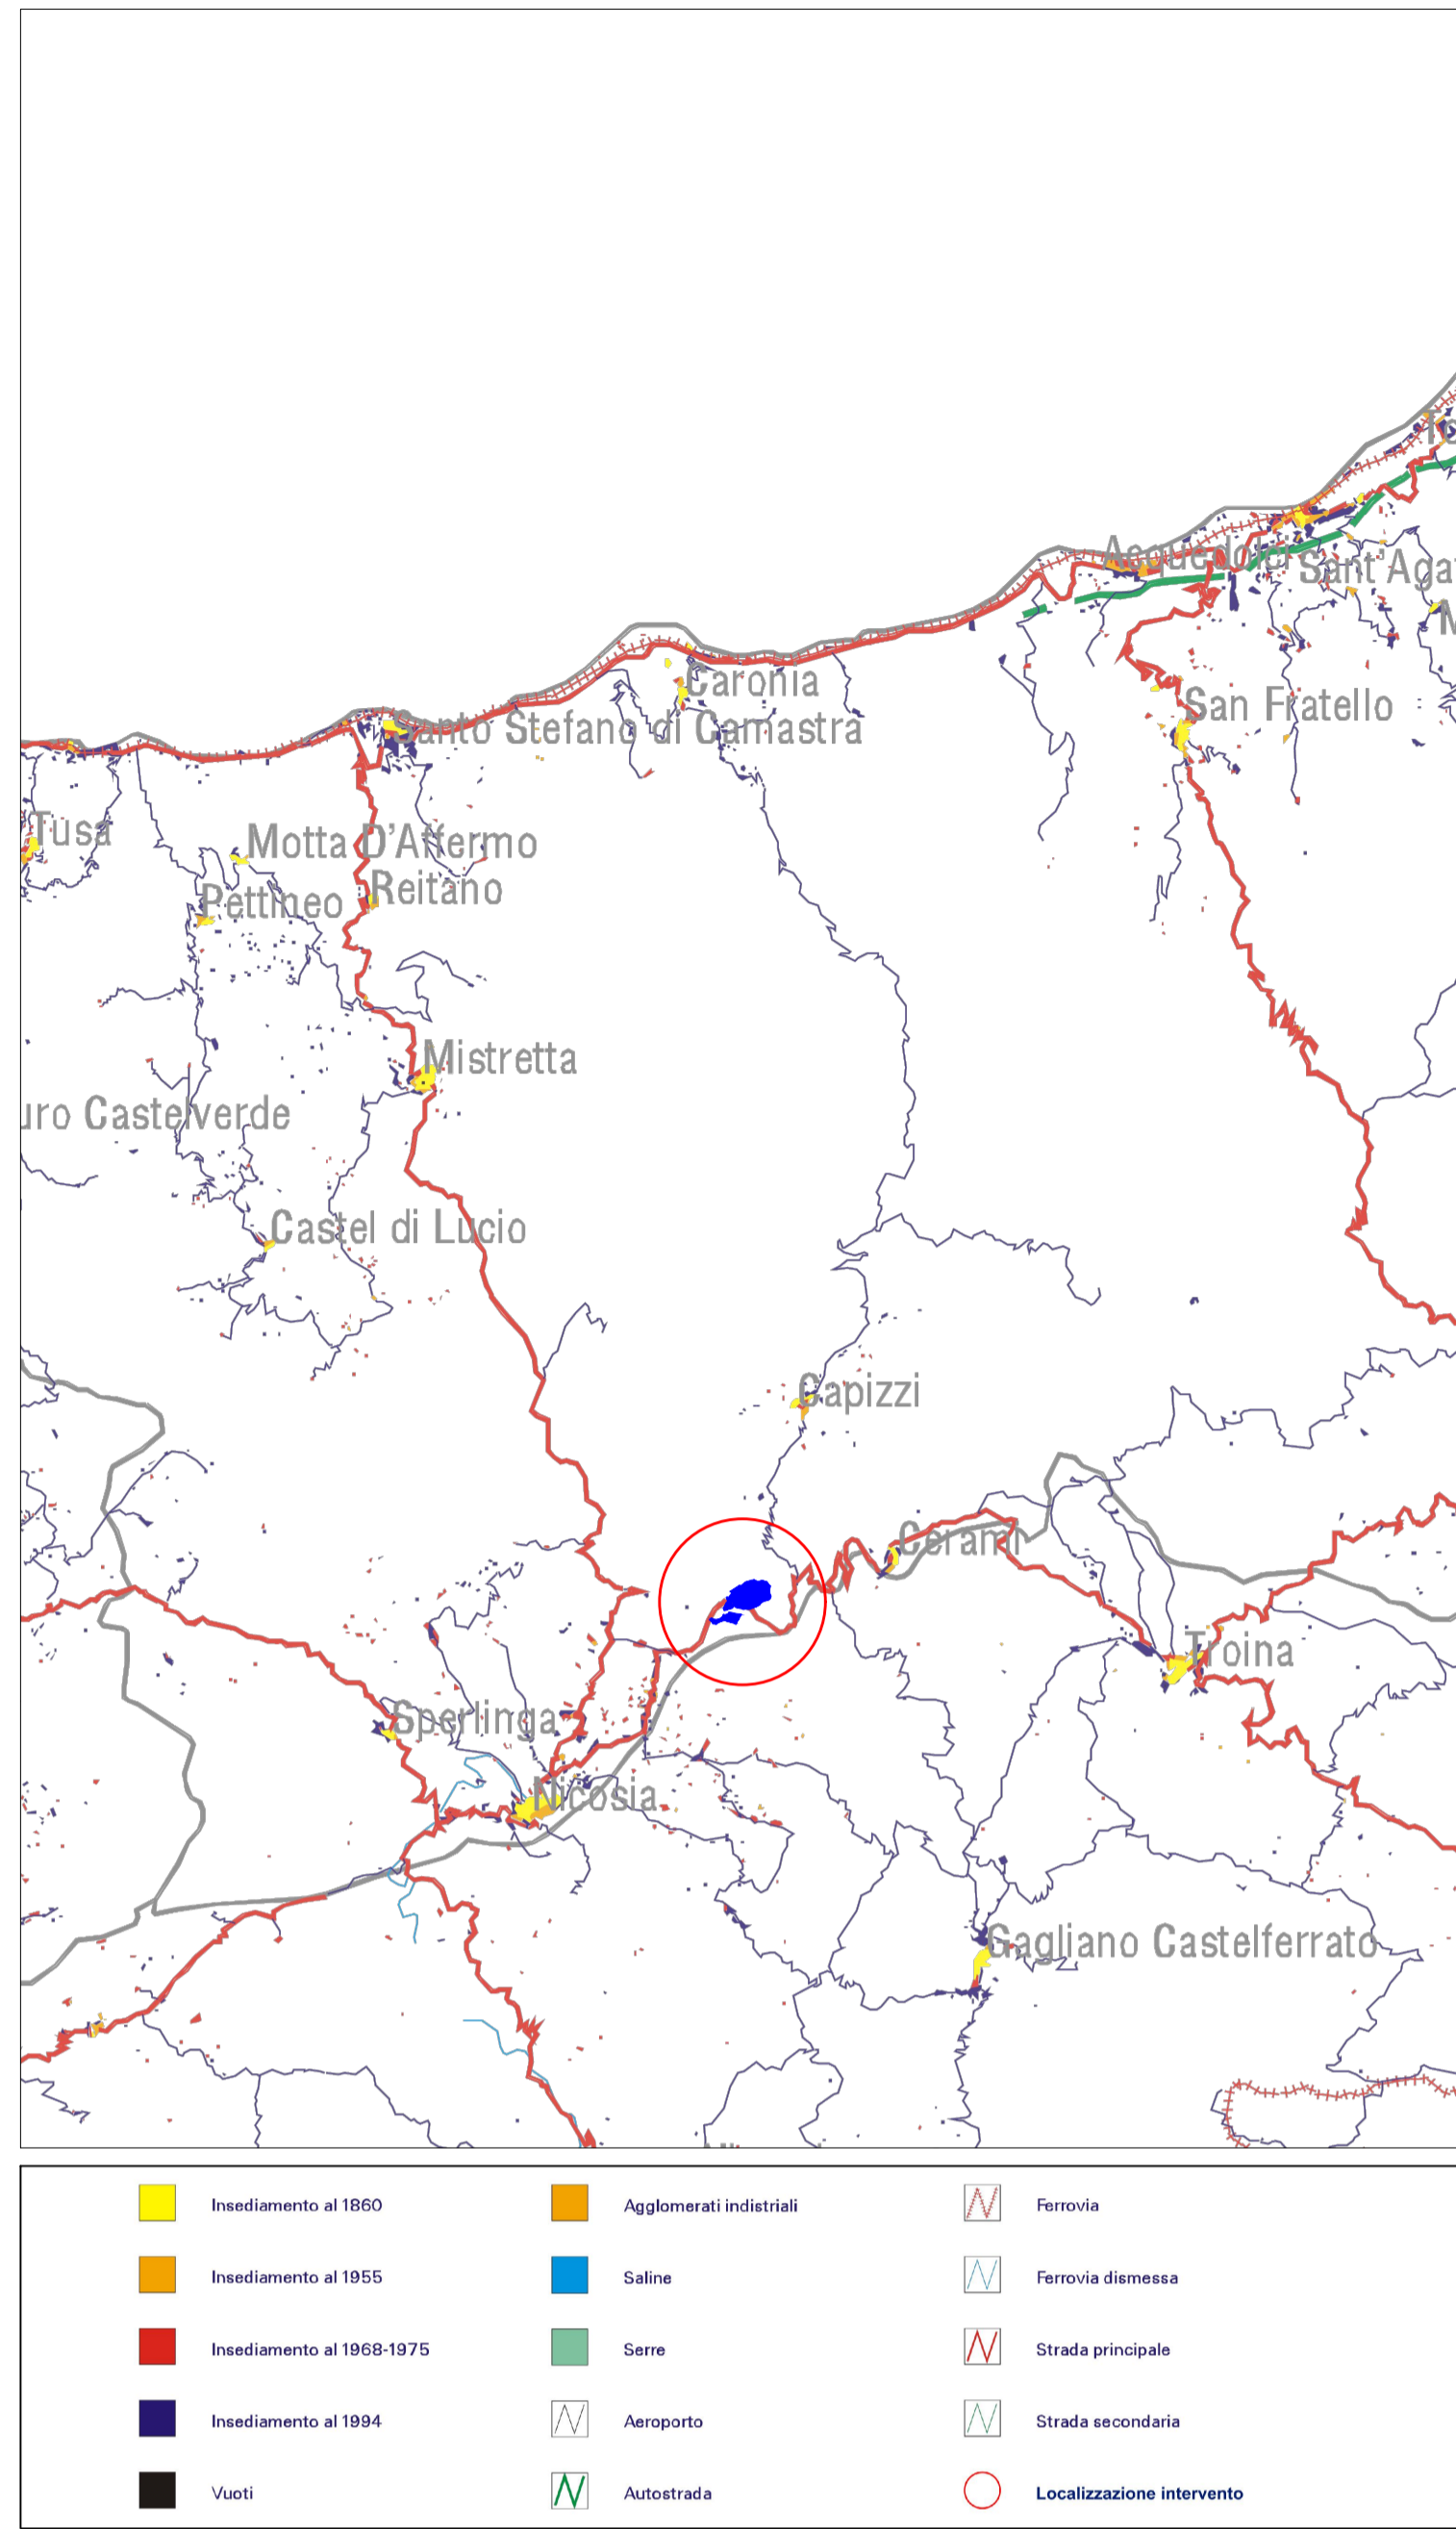 Acquedolci
Sant'Aga
Caronia
San Fratello
Santo Stefano di Camastra
Tusa
Motta D'Affermo
Reitano
Pettineo
Mistretta
uro Castelverde
Castel di Lucio
Capizzi
Cerami
Troina
Sperlinga
Nicosia
Gagliano Castelferrato
Insediamento al 1860
Agglomerati indistriali
Ferrovia
Insediamento al 1955
Saline
Ferrovia dismessa
Insediamento al 1968-1975
Serre
Strada principale
Insediamento al 1994
Aeroporto
Strada secondaria
Vuoti
Autostrada
Localizzazione intervento